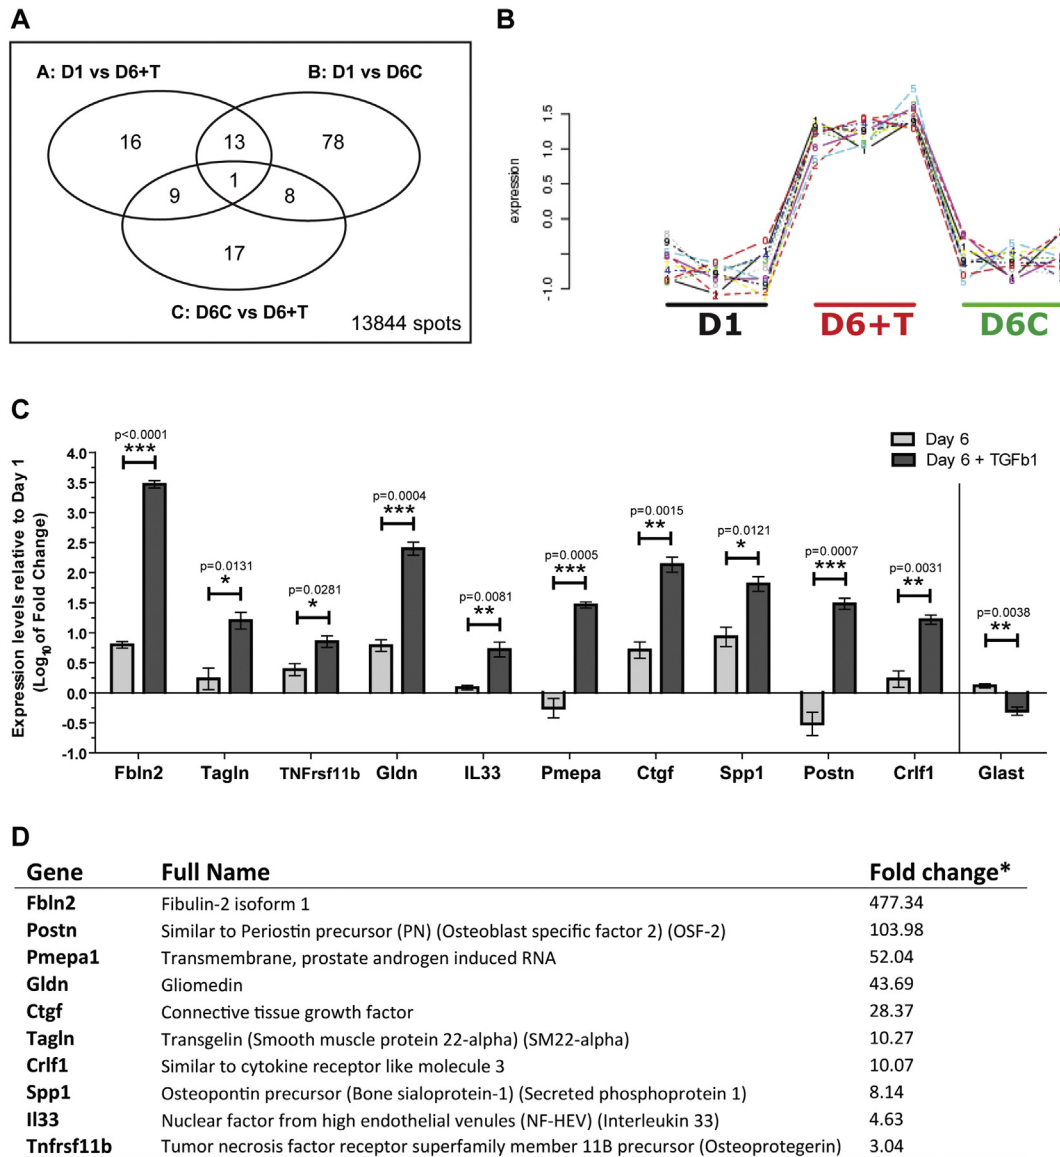 A
A: D1 vs D6+T
B: D1 vs D6C
16
13
78
1
9
8
17
C: D6C vs D6+T
13844 spots
B
expression
1.5
1.0
0.5
0.0
-1.0
D1
D6+T
D6C
C
Expression levels relative to Day 1
(Log10 of Fold Change)
4.0
3.5
3.0
2.5
2.0
1.5
1.0
0.5
0.0
-0.5
-1.0
Day 6
Day 6 + TGFb1
p<0.0001
***
p=0.0131
*
p=0.0281
*
p=0.0004
***
p=0.0081
**
p=0.0005
***
p=0.0015
**
p=0.0121
*
p=0.0007
***
p=0.0031
**
p=0.0038
**
Fbln2 Tagln TNFrsf11b Gldn IL33 Pmepa Ctgf Spp1 Postn Crlf1 Glast
D
Gene Full Name Fold change*
Fbln2 Fibulin-2 isoform 1 477.34
Postn Similar to Periostin precursor (PN) (Osteoblast specific factor 2) (OSF-2) 103.98
Pmepa1 Transmembrane, prostate androgen induced RNA 52.04
Gldn Gliomedin 43.69
Ctgf Connective tissue growth factor 28.37
Tagln Transgelin (Smooth muscle protein 22-alpha) (SM22-alpha) 10.27
Crlf1 Similar to cytokine receptor like molecule 3 10.07
Spp1 Osteopontin precursor (Bone sialoprotein-1) (Secreted phosphoprotein 1) 8.14
Il33 Nuclear factor from high endothelial venules (NF-HEV) (Interleukin 33) 4.63
Tnfrsf11b Tumor necrosis factor receptor superfamily member 11B precursor (Osteoprotegerin) 3.04